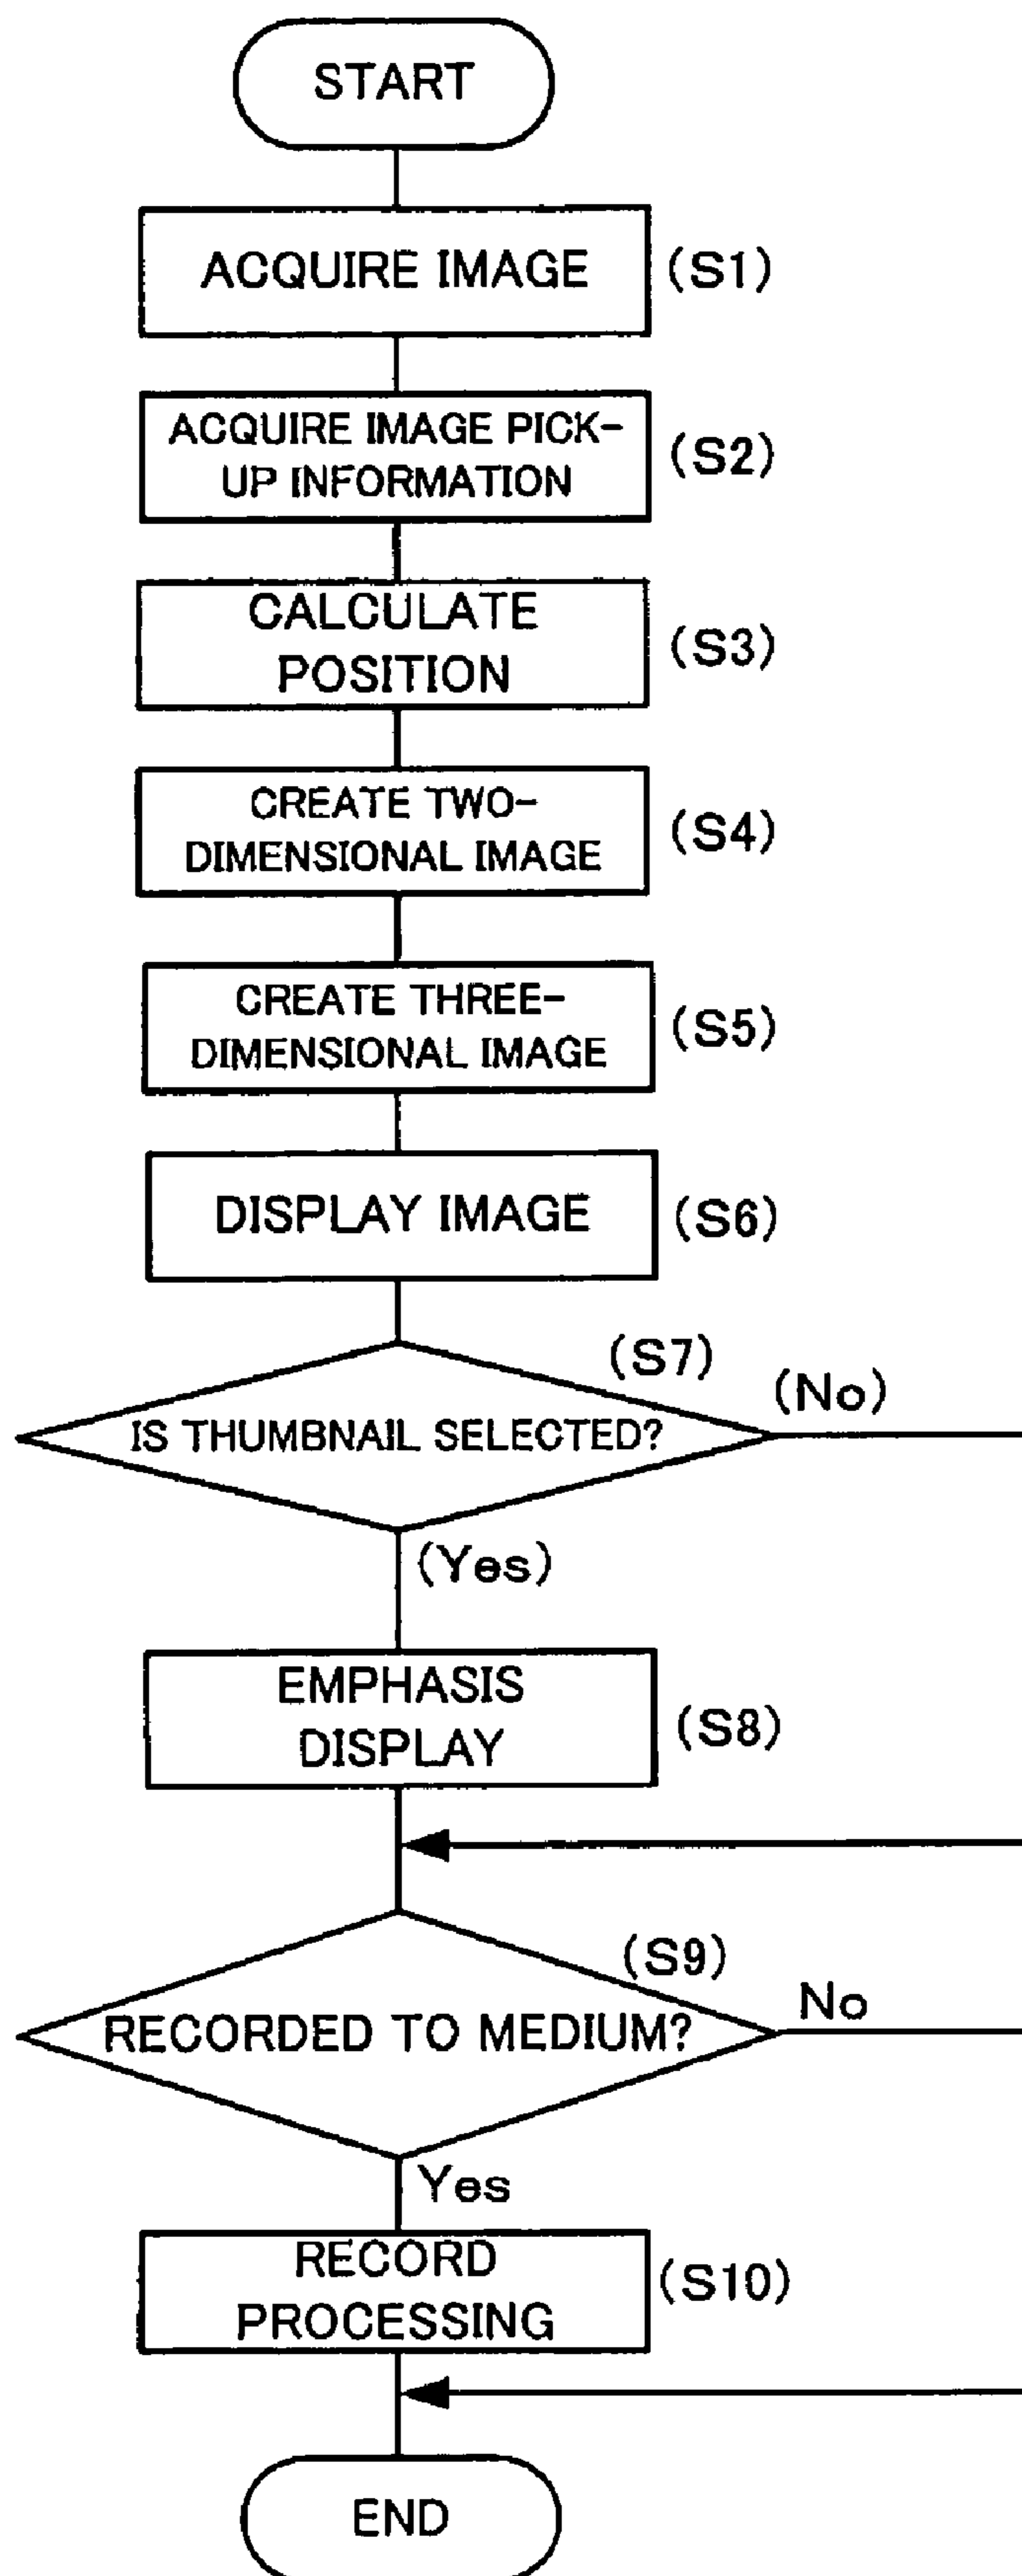 START
ACQUIRE IMAGE (S1)
ACQUIRE IMAGE PICK-
UP INFORMATION
(S2)
CALCULATE
POSITION
(S3)
CREATE TWO-
DIMENSIONAL IMAGE
(S4)
CREATE THREE-
DIMENSIONAL IMAGE
(S5)
DISPLAY IMAGE (S6)
(S7)
(No)
IS THUMBNAIL SELECTED?
(Yes)
EMPHASIS
DISPLAY
(S8)
(S9)
No
RECORDED TO MEDIUM?
Yes
RECORD
PROCESSING
(S10)
END